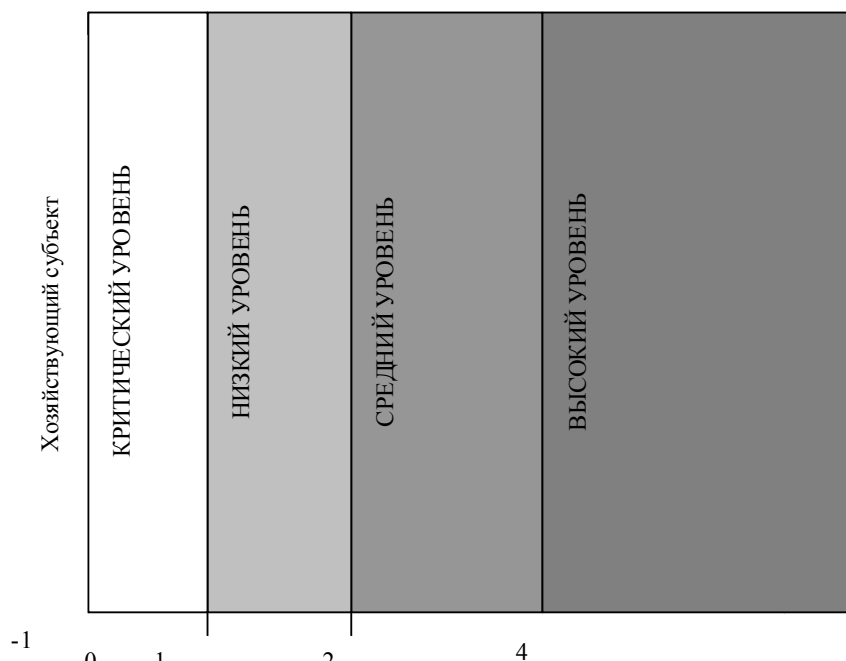 Хозяйствующий субъект
КРИТИЧЕСКИЙ УРОВЕНЬ
НИЗКИЙ УРОВЕНЬ
СРЕДНИЙ УРОВЕНЬ
ВЫСОКИЙ УРОВЕНЬ
-1
0 1 2 4